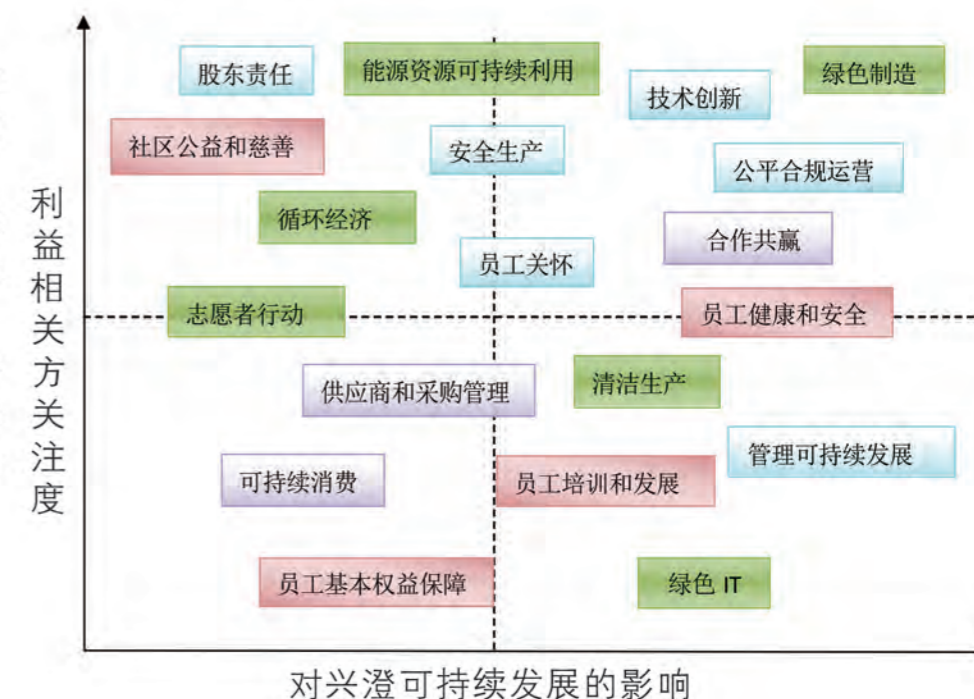 股东责任
能源资源可持续利用
绿色制造
技术创新
社区公益和慈善
安全生产
公平合规运营
循环经济
合作共赢
员工关怀
志愿者行动
员工健康和安全
供应商和采购管理
清洁生产
管理可持续发展
可持续消费
员工培训和发展
员工基本权益保障
绿色 IT
利益相关方关注度
对兴澄可持续发展的影响